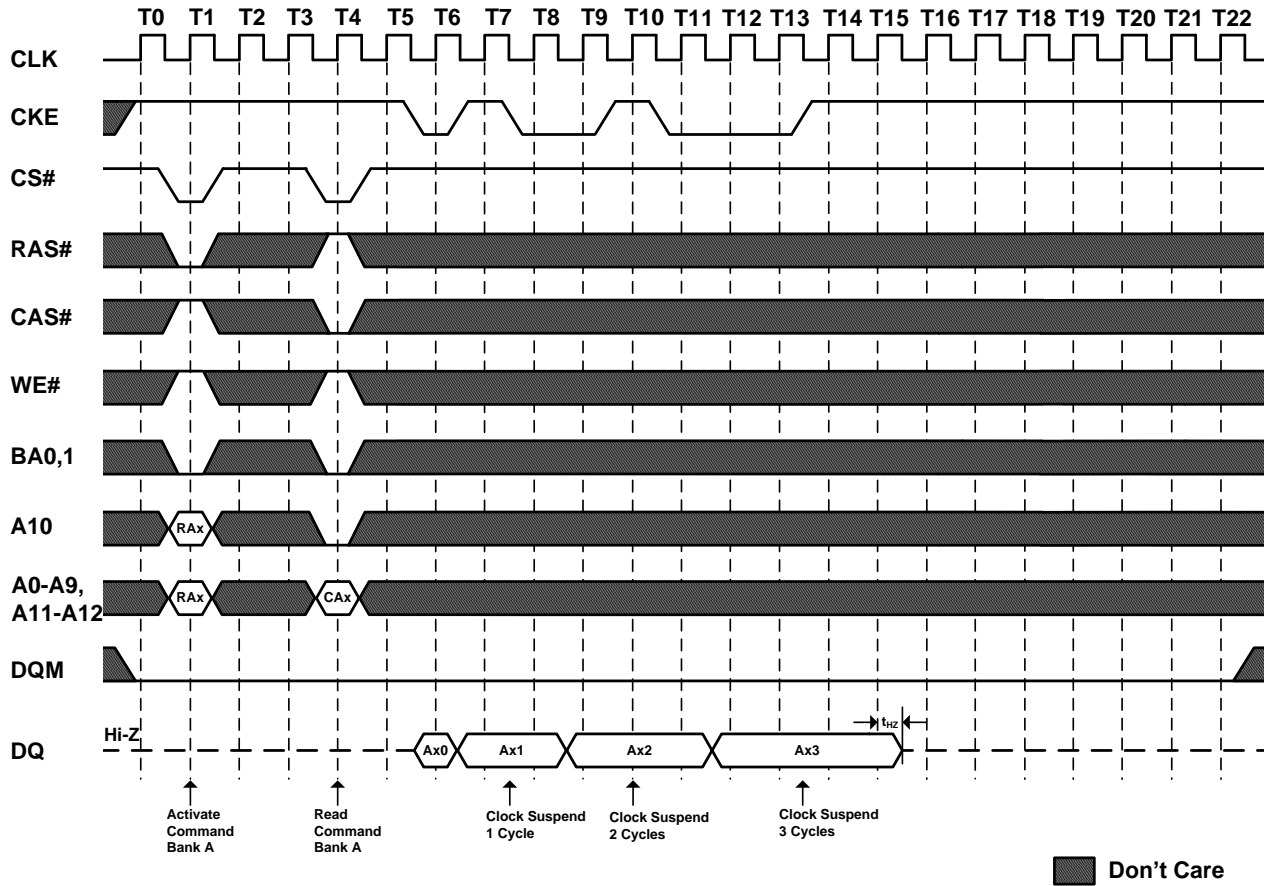 T0 T1 T2 T3 T4 T5 T6 T7 T8 T9 T10 T11 T12 T13 T14 T15 T16 T17 T18 T19 T20 T21 T22
CLK
CKE
CS#
RAS#
CAS#
WE#
BA0,1
A10
RAx
A0-A9,
A11-A12
RAx
CAx
DQM
DQ
Hi-Z
Ax0
Ax1
Ax2
Ax3
tHZ
Activate
Command
Bank A
Read
Command
Bank A
Clock Suspend
1 Cycle
Clock Suspend
2 Cycles
Clock Suspend
3 Cycles
Don't Care